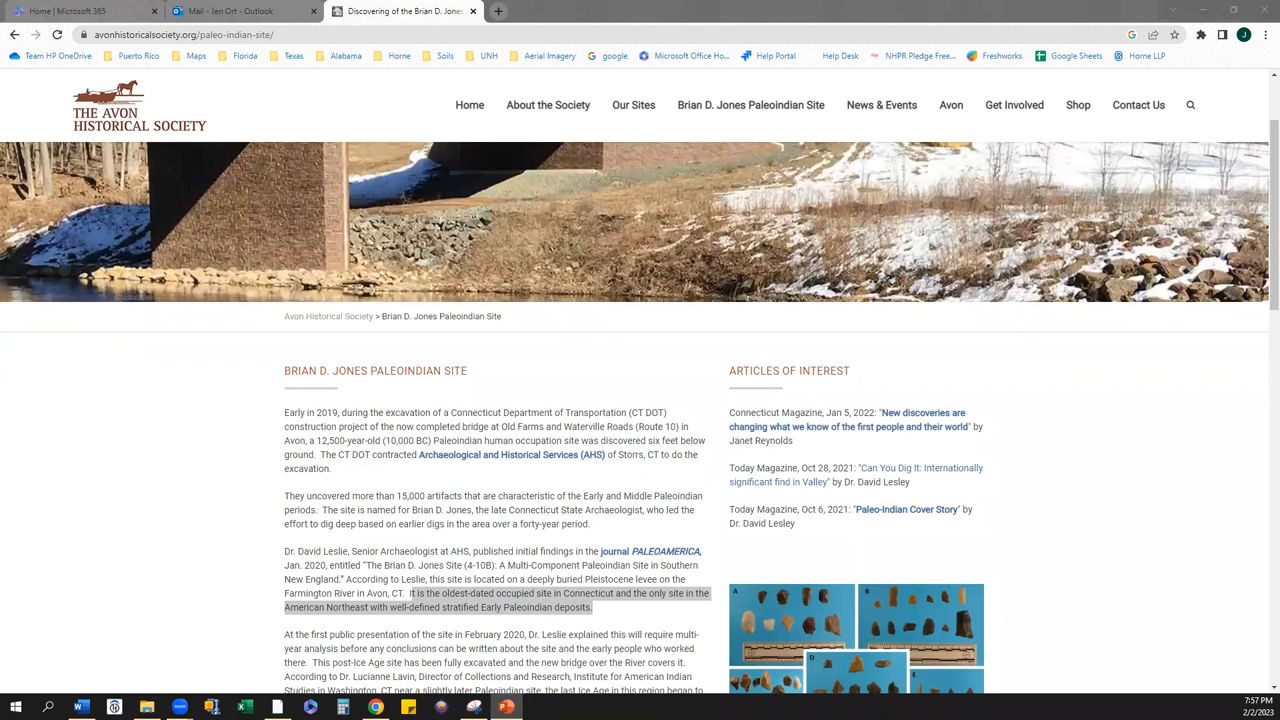 Home | Microsoft 365
Mail - Jen Ort - Outlook
Discovering of the Brian D. Jones
avonhistoricalsociety.org/paleo-indian-site/
J
Team HP OneDrive
Puerto Rico
Maps
Florida
Texas
Alabama
Horne
Soils
UNH
Aerial Imagery
google
Microsoft Office Ho...
Help Portal
Help Desk
NHPR Pledge Free...
Freshworks
Google Sheets
Horne LLP
THE AVON
HISTORICAL SOCIETY
Home
About the Society
Our Sites
Brian D. Jones Paleoindian Site
News & Events
Avon
Get Involved
Shop
Contact Us
Avon Historical Society > Brian D. Jones Paleoindian Site
BRIAN D. JONES PALEOINDIAN SITE
Early in 2019, during the excavation of a Connecticut Department of Transportation (CT DOT)
construction project of the now completed bridge at Old Farms and Waterville Roads (Route 10) in
Avon, a 12,500-year-old (10,000 BC) Paleoindian human occupation site was discovered six feet below
ground.  The CT DOT contracted Archaeological and Historical Services (AHS) of Storrs, CT to do the
excavation.
They uncovered more than 15,000 artifacts that are characteristic of the Early and Middle Paleoindian
periods.  The site is named for Brian D. Jones, the late Connecticut State Archaeologist, who led the
effort to dig deep based on earlier digs in the area over a forty-year period.
Dr. David Leslie, Senior Archaeologist at AHS, published initial findings in the journal PALEOAMERICA,
Jan. 2020, entitled "The Brian D. Jones Site (4-10B): A Multi-Component Paleoindian Site in Southern
New England." According to Leslie, this site is located on a deeply buried Pleistocene levee on the
Farmington River in Avon, CT.  It is the oldest-dated occupied site in Connecticut and the only site in the
American Northeast with well-defined stratified Early Paleoindian deposits.
At the first public presentation of the site in February 2020, Dr. Leslie explained this will require multi-
year analysis before any conclusions can be written about the site and the early people who worked
there.  This post-Ice Age site has been fully excavated and the new bridge over the River covers it.
According to Dr. Lucianne Lavin, Director of Collections and Research, Institute for American Indian
Studies in Washington, CT near a slightly later Paleoindian site, the last Ice Age in this region began to
ARTICLES OF INTEREST
Connecticut Magazine, Jan 5, 2022: "New discoveries are
changing what we know of the first people and their world" by
Janet Reynolds
Today Magazine, Oct 28, 2021: "Can You Dig It: Internationally
significant find in Valley" by Dr. David Lesley
Today Magazine, Oct 6, 2021: "Paleo-Indian Cover Story" by
Dr. David Lesley
A
B
D
E
7:57 PM
2/2/2023